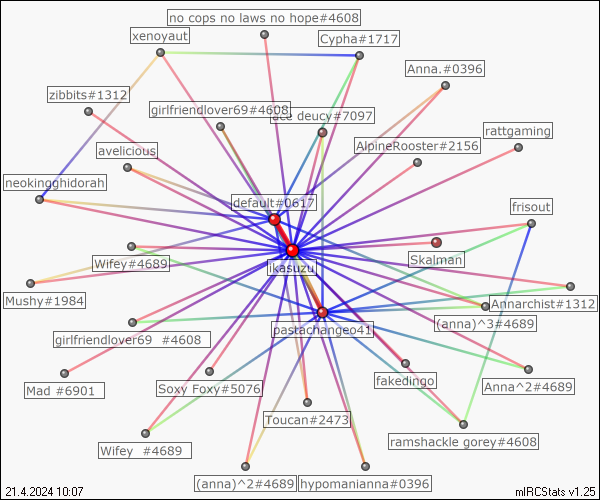 no cops no laws no hope#4608
xenoyaut
Cypha#1717
Anna.#0396
zibbits#1312
girlfriendlover69#4608
ace deucy#7097
rattgaming
avelicious
AlpineRooster#2156
neokingghidorah
default#0617
frisout
Wifey#4689
Skalman
ikasuzu
Mushy#1984
Annarchist#1312
(anna)^3#4689
pastachangeo41
girlfriendlover69 #4608
Mad #6901
Soxy Foxy#5076
fakedingo
Anna^2#4689
Toucan#2473
ramshackle gorey#4608
Wifey #4689
(anna)^2#4689
hypomanianna#0396
21.4.2024 10:07
mIRCStats v1.25